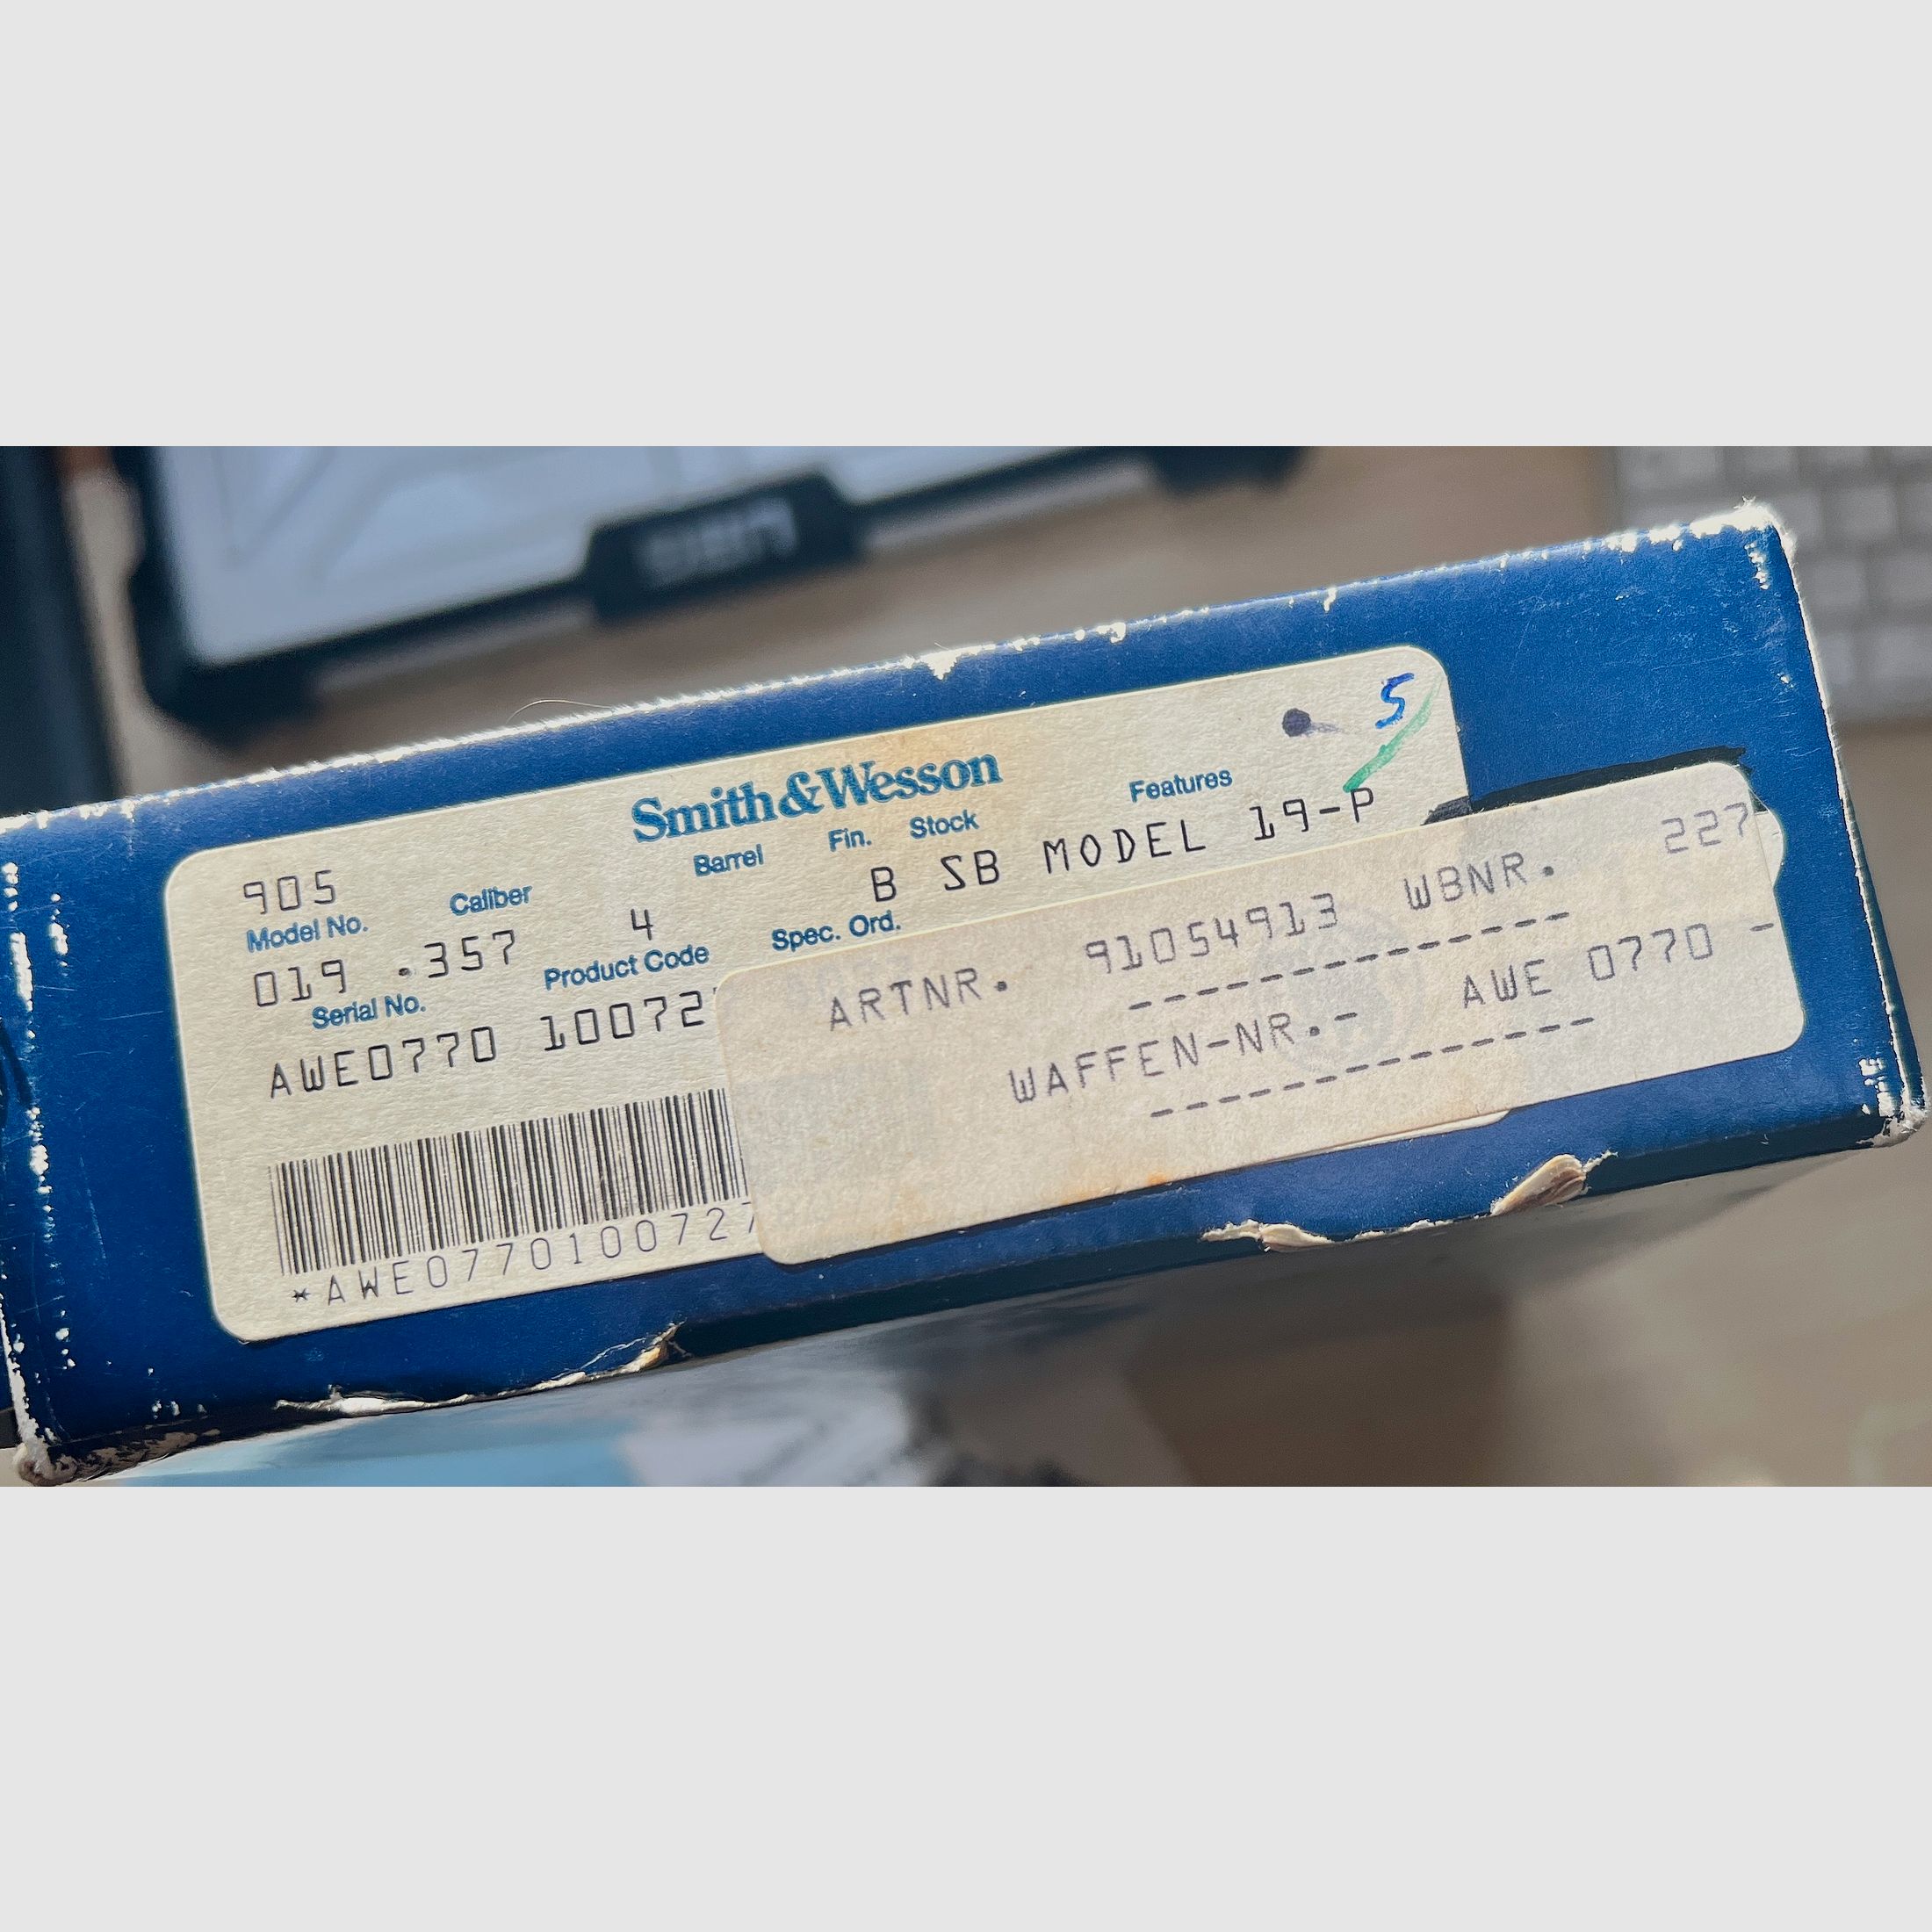 5
Smith&Wesson
905
Model No. Caliber Barrel Fin. Stock Features
019 .357 4 B SB MODEL 19-P
Serial No. Product Code Spec. Ord.
AWE0770 10072
*AWE077010072
ARTNR. 91054913 WBNR. 227
WAFFEN-NR.- AWE 0770 -